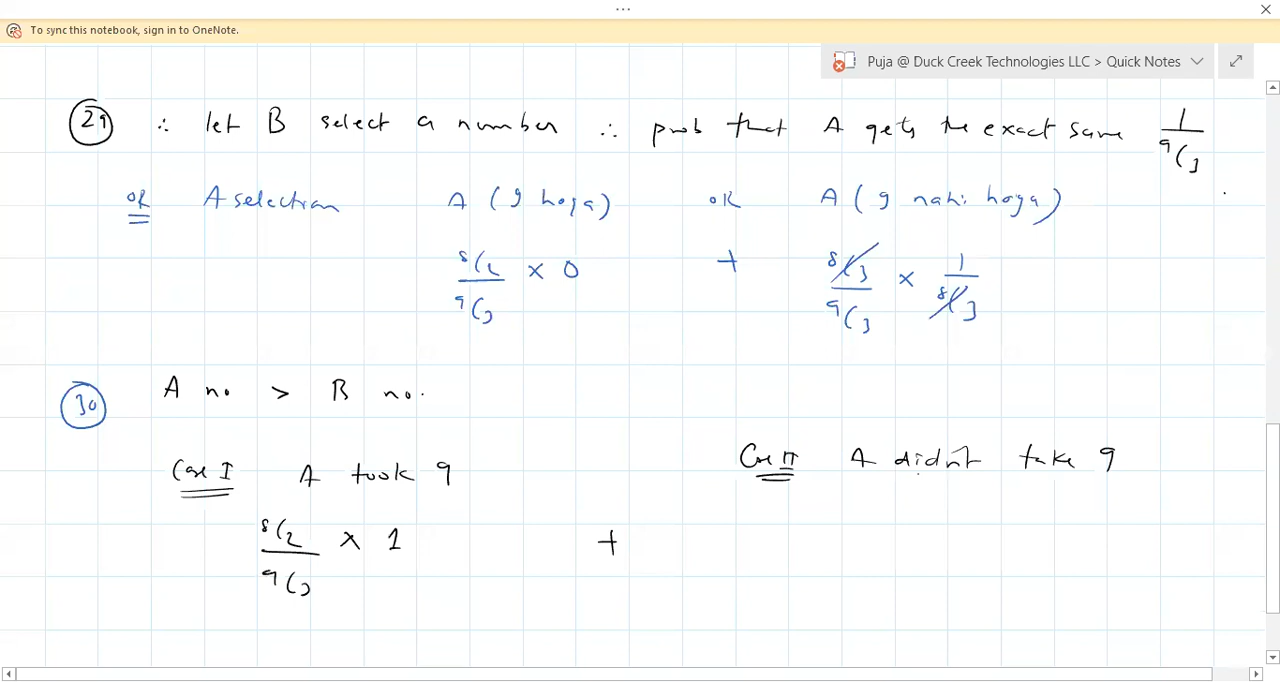 To sync this notebook, sign in to OneNote.
Puja @ Duck Creek Technologies LLC > Quick Notes
29 ∴ let B select a number ∴ prob that A gets the exact same 1/⁹C₃
OR A selection A (9 hoga) OR A (9 nahi hoga)
⁸C₂/⁹C₃ × 0 + ⁸C₃/⁹C₃ × 1/⁸C₃
30 A no > B no.
Case I A took 9 Case II A didn't take 9
⁸C₂/⁹C₃ × 1 +